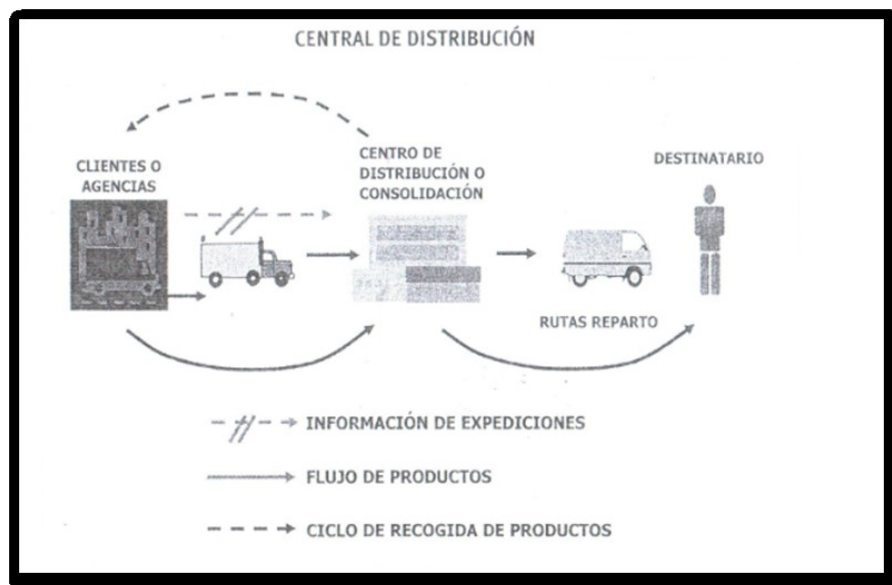 CENTRAL DE DISTRIBUCIÓN
CLIENTES O
AGENCIAS
CENTRO DE
DISTRIBUCIÓN O
CONSOLIDACIÓN
DESTINATARIO
RUTAS REPARTO
INFORMACIÓN DE EXPEDICIONES
FLUJO DE PRODUCTOS
CICLO DE RECOGIDA DE PRODUCTOS